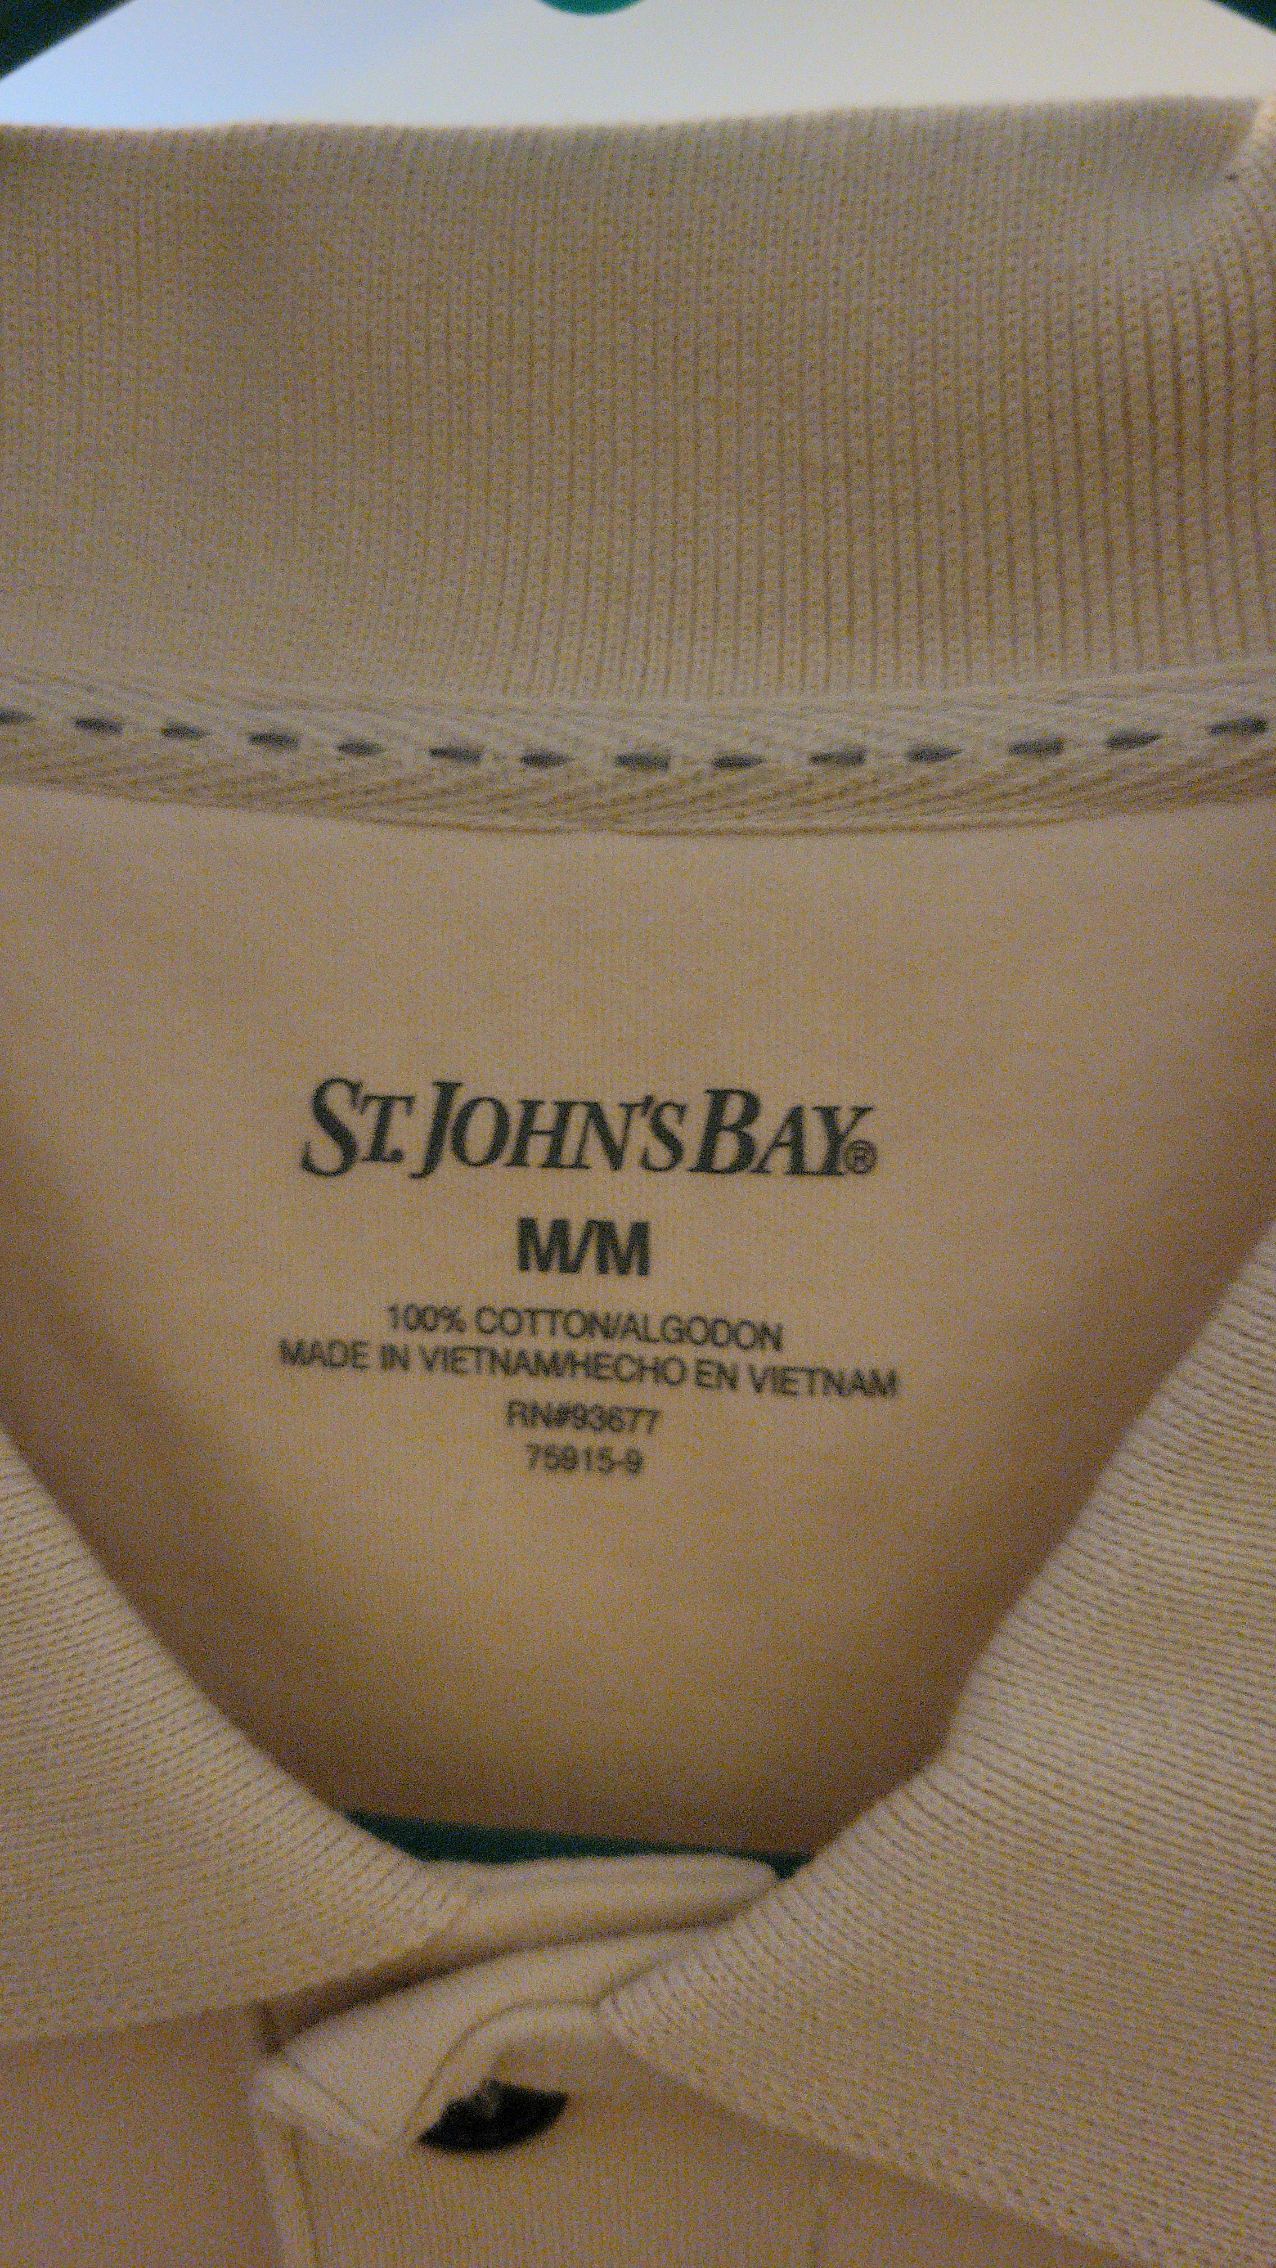 ST. JOHN'S BAY®
M/M
100% COTTON/ALGODON
MADE IN VIETNAM/HECHO EN VIETNAM
RN#93677
75915-9